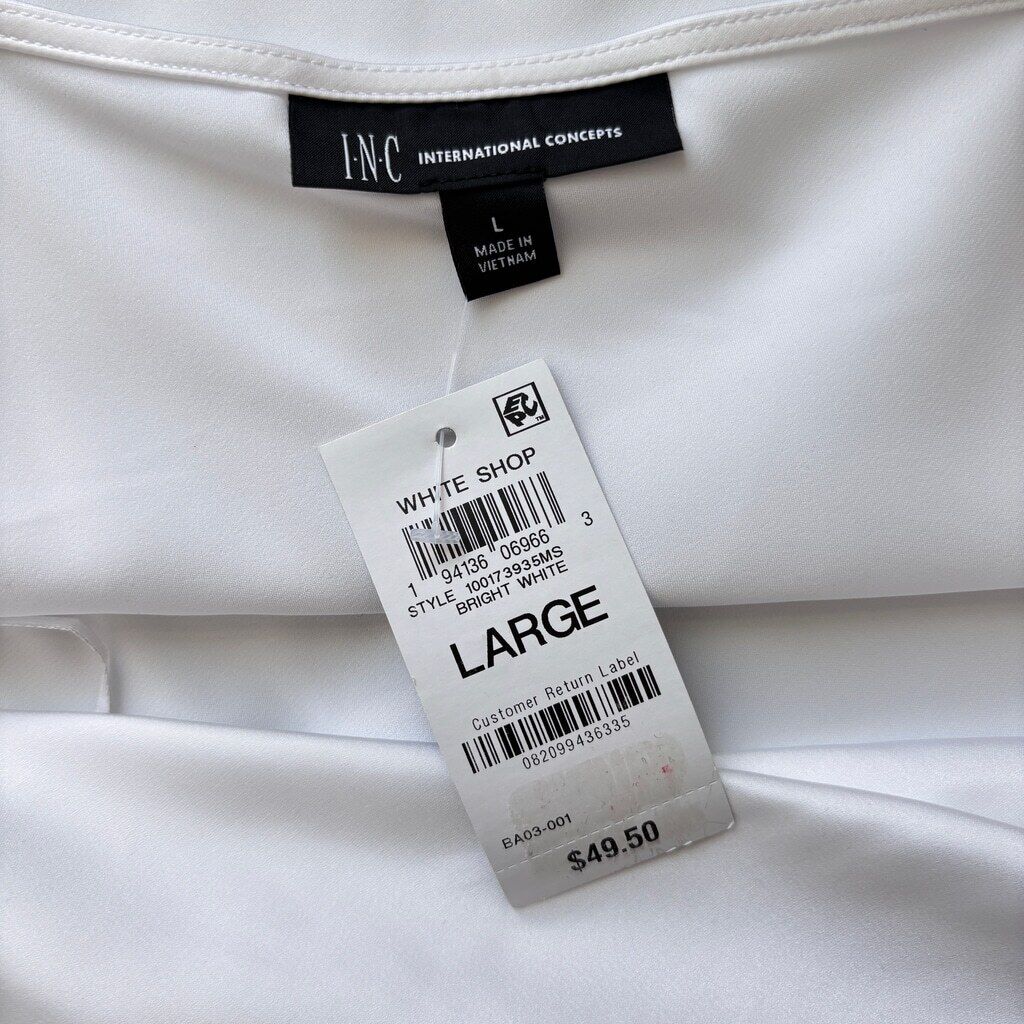 I·N·C INTERNATIONAL CONCEPTS
L
MADE IN
VIETNAM
EPC™
WHITE SHOP
1 94136 06966 3
STYLE 100173935MS
BRIGHT WHITE
LARGE
Customer Return Label
082099436335
BA03-001
$49.50